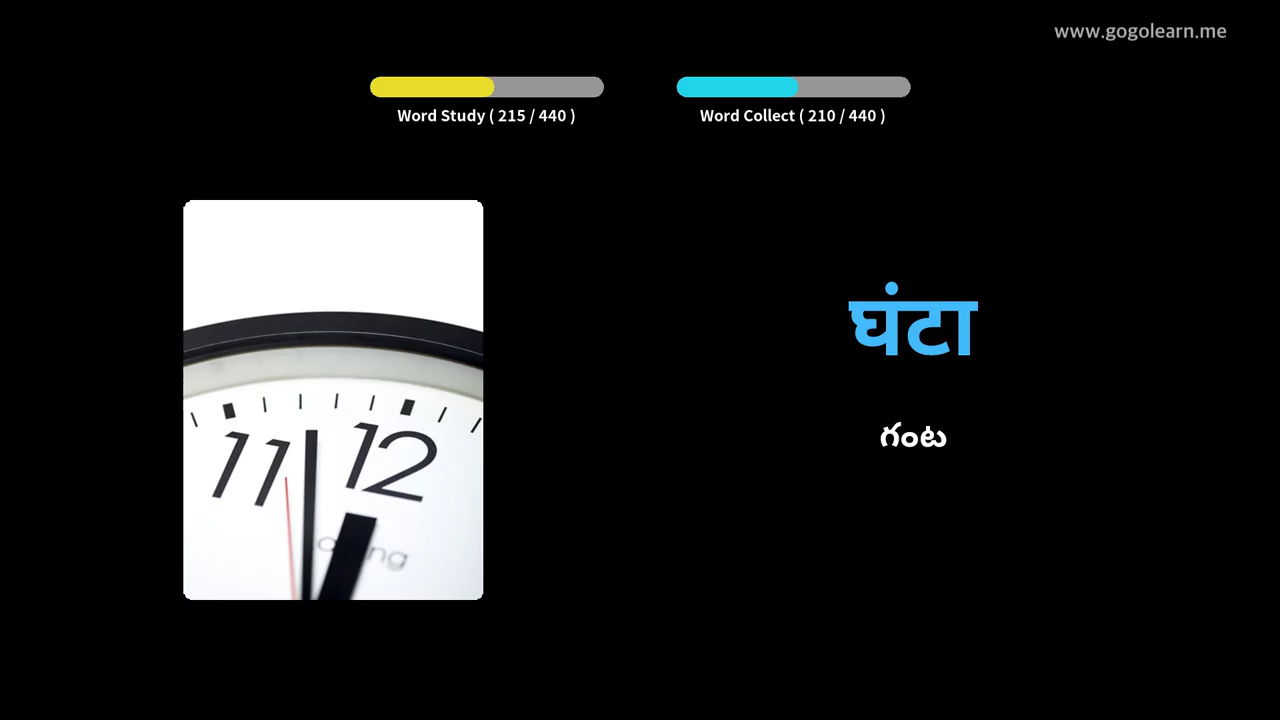 www.gogolearn.me
Word Study ( 215 / 440 )
Word Collect ( 210 / 440 )
घंटा
గంట
11 12